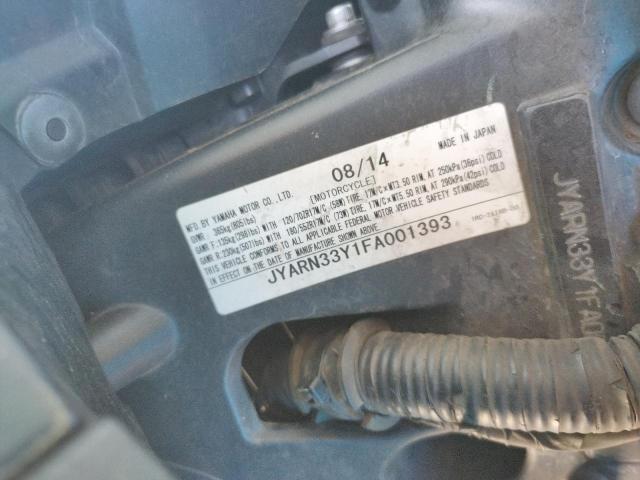 08/14
MADE IN JAPAN
MFD BY YAMAHA MOTOR CO., LTD. [MOTORCYCLE]
GVWR: 365kg(805lbs)
GAWR F:135kg(298lbs)WITH 120/70ZR17M/C (58W)TIRE, 17M/C×MT3.50 RIM, AT 250kPa(36psi)COLD
GAWR R:230kg(507lbs)WITH 180/55ZR17M/C (73W)TIRE, 17M/C×MT5.50 RIM, AT 290kPa(42psi)COLD
THIS VEHICLE CONFORMS TO ALL APPLICABLE FEDERAL MOTOR VEHICLE SAFETY STANDARDS
IN EFFECT ON THE DATE OF MANUFACTURE SHOWN ABOVE.
JYARN33Y1FA001393
JYARN33Y1FA0